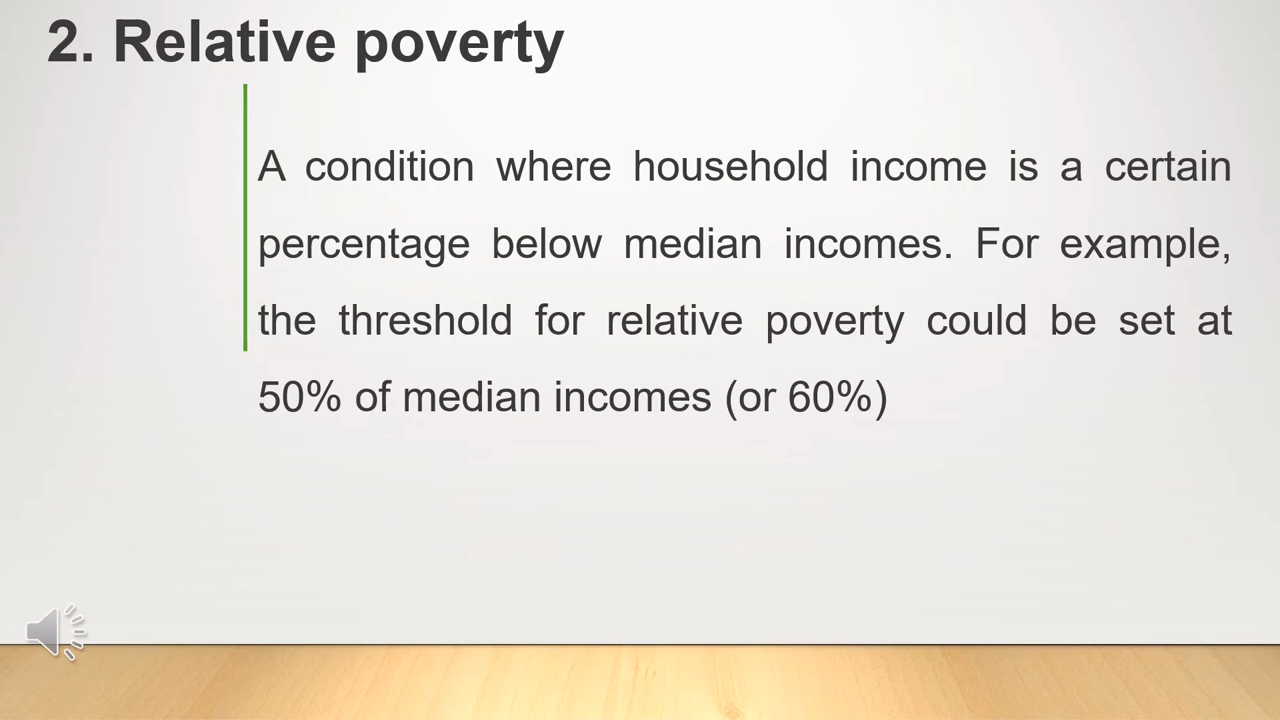 2. Relative poverty
A condition where household income is a certain
percentage below median incomes. For example,
the threshold for relative poverty could be set at
50% of median incomes (or 60%)